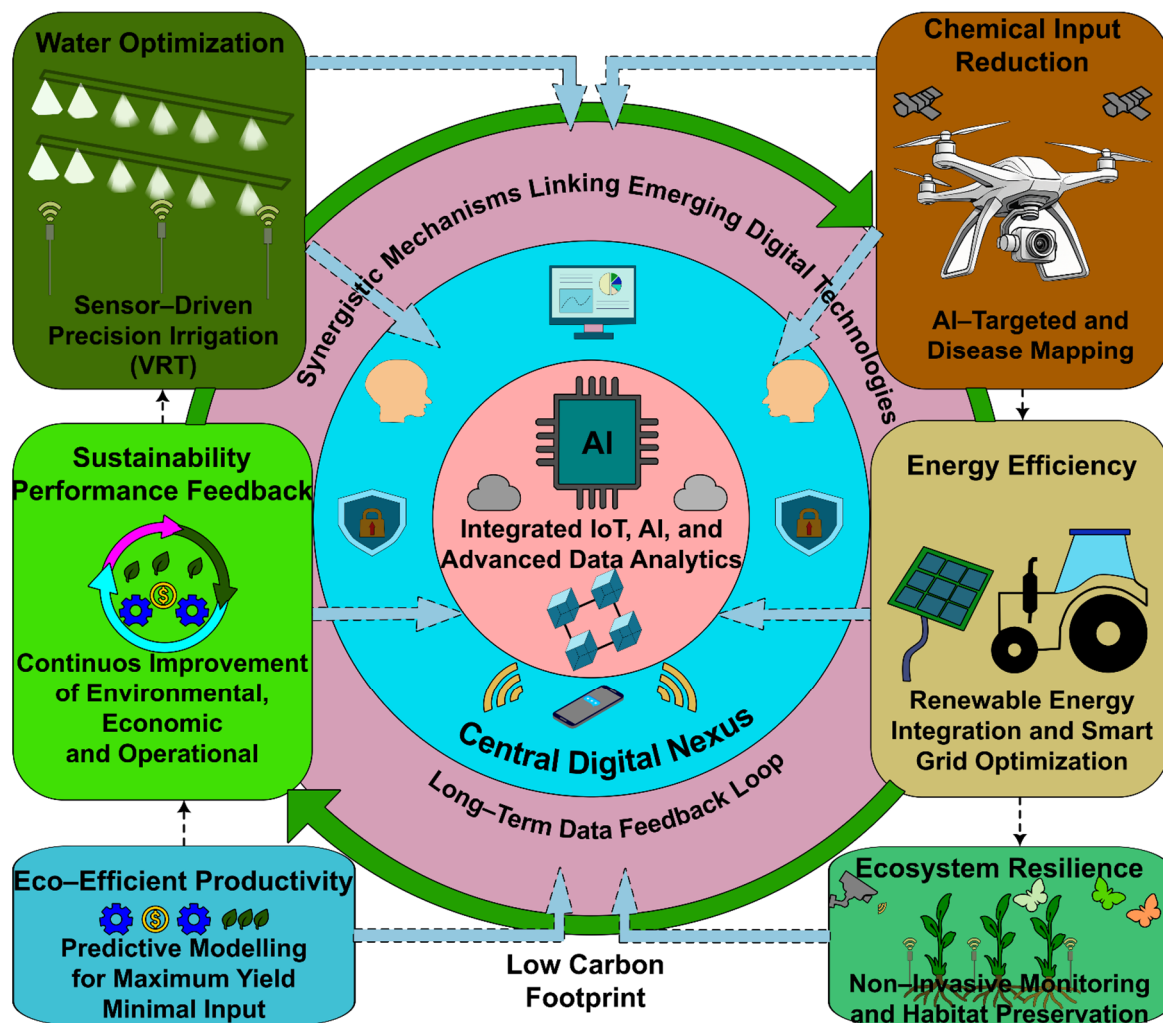 Water Optimization
Sensor–Driven
Precision Irrigation
(VRT)
Chemical Input
Reduction
AI–Targeted and
Disease Mapping
Synergistic Mechanisms Linking Emerging Digital Technologies
Sustainability
Performance Feedback
Continuos Improvement
of Environmental,
Economic
and Operational
AI
Integrated IoT, AI, and
Advanced Data Analytics
Central Digital Nexus
Long–Term Data Feedback Loop
Energy Efficiency
Renewable Energy
Integration and Smart
Grid Optimization
Eco–Efficient Productivity
$
Predictive Modelling
for Maximum Yield
Minimal Input
Low Carbon
Footprint
Ecosystem Resilience
Non–Invasive Monitoring
and Habitat Preservation